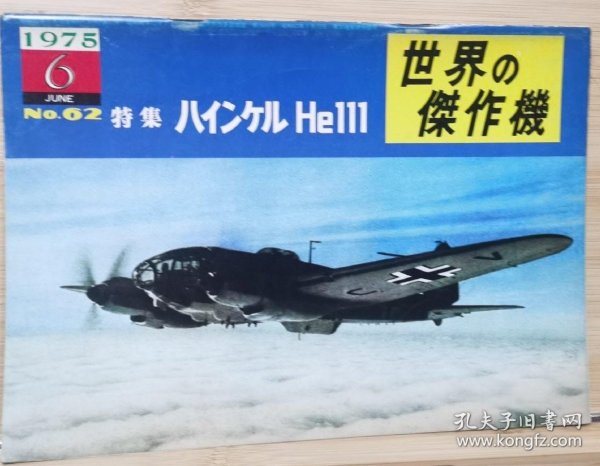 1975
6
JUNE
No.62
特集 ハインケル He111
世界の
傑作機
C
V
孔夫子旧书网
www.kongfz.com